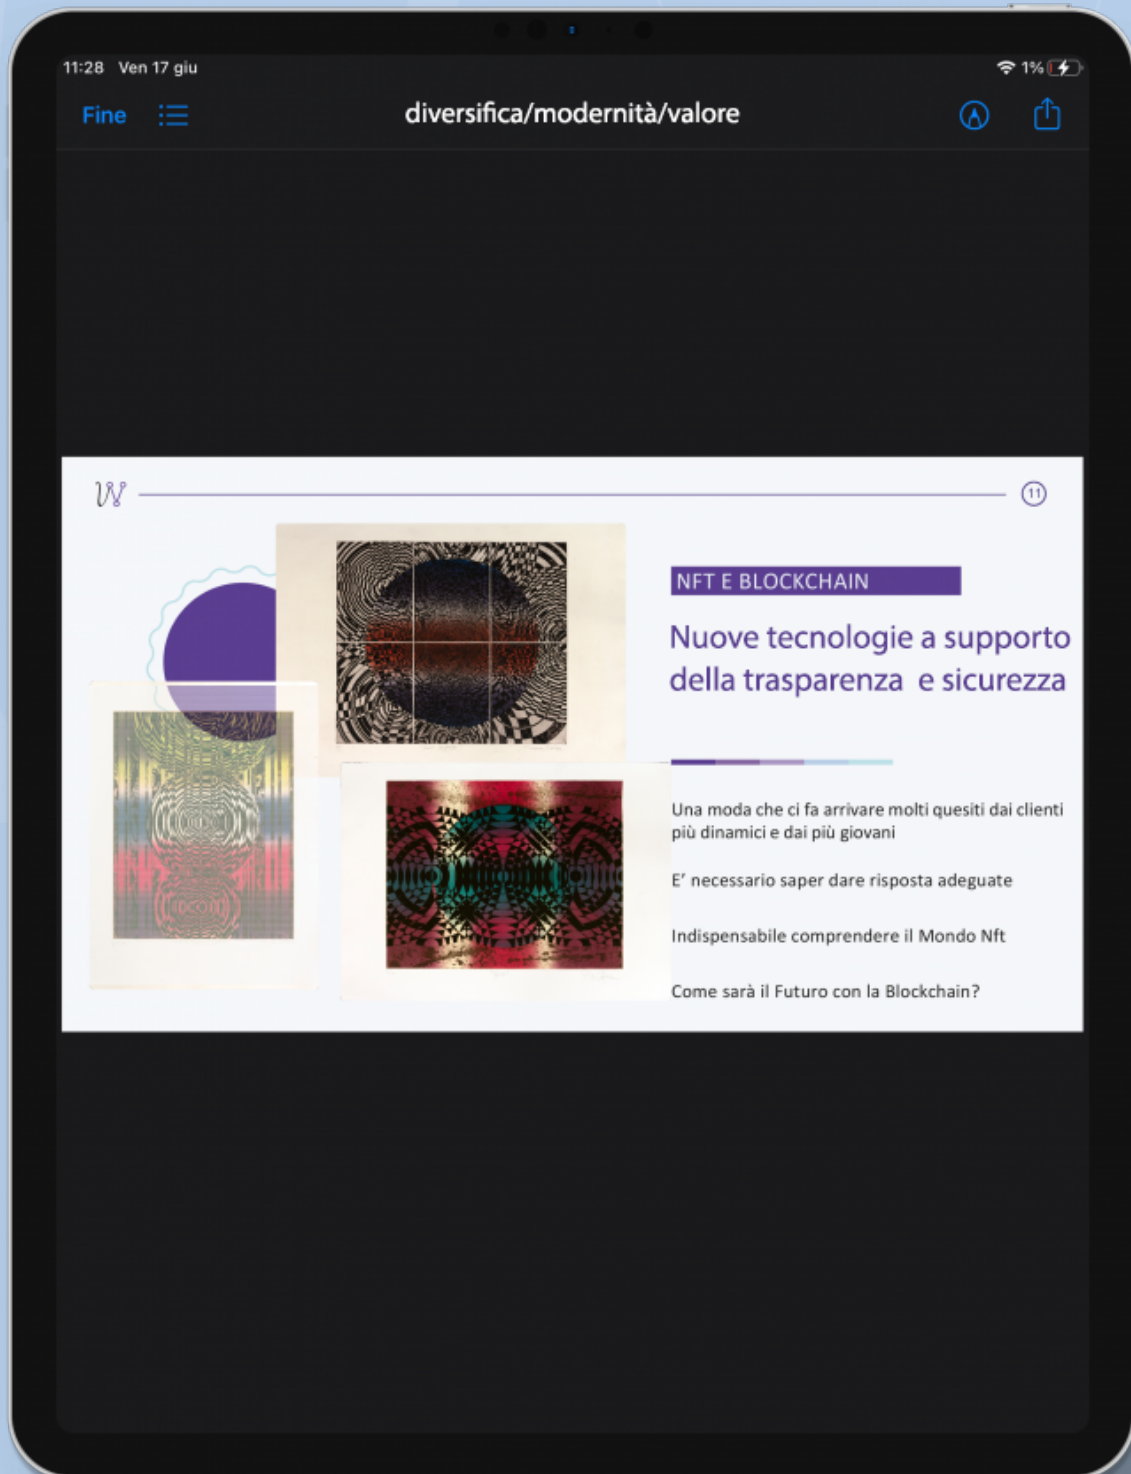 11:28 Ven 17 giu
1%
Fine
diversifica/modernità/valore
W
11
NFT E BLOCKCHAIN
Nuove tecnologie a supporto
della trasparenza e sicurezza
Una moda che ci fa arrivare molti quesiti dai clienti
più dinamici e dai più giovani
E' necessario saper dare risposta adeguate
Indispensabile comprendere il Mondo Nft
Come sarà il Futuro con la Blockchain?